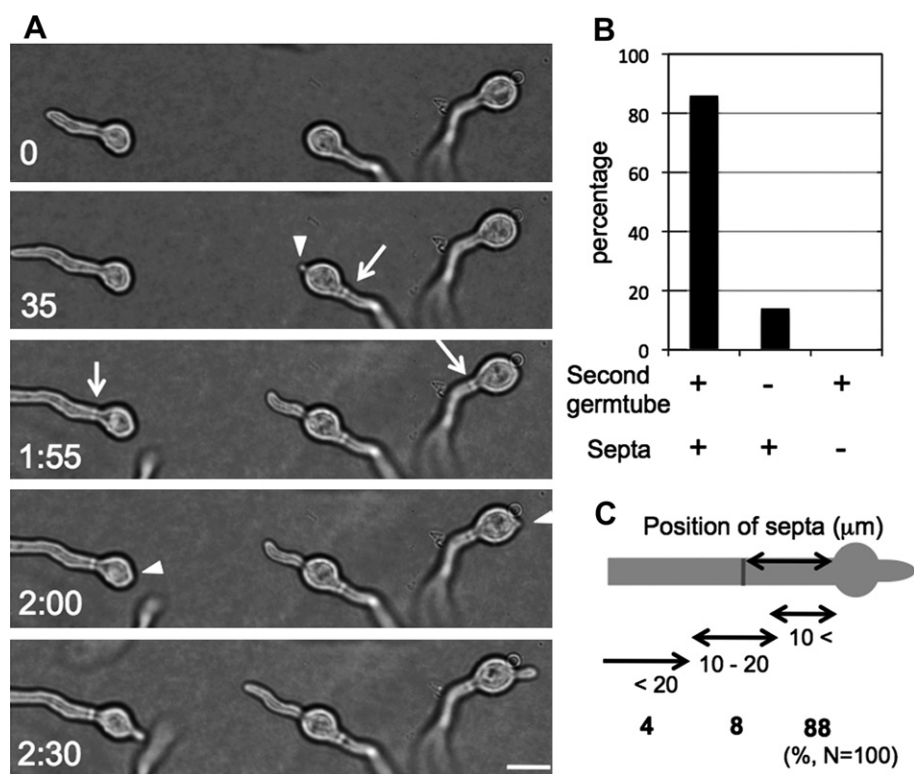 A
0
35
1:55
2:00
2:30
B
100
80
60
40
20
0
percentage
Second germtube + - +
Septa + + -
C
Position of septa (μm)
10 <
10 - 20
< 20
4 8 88
(%, N=100)